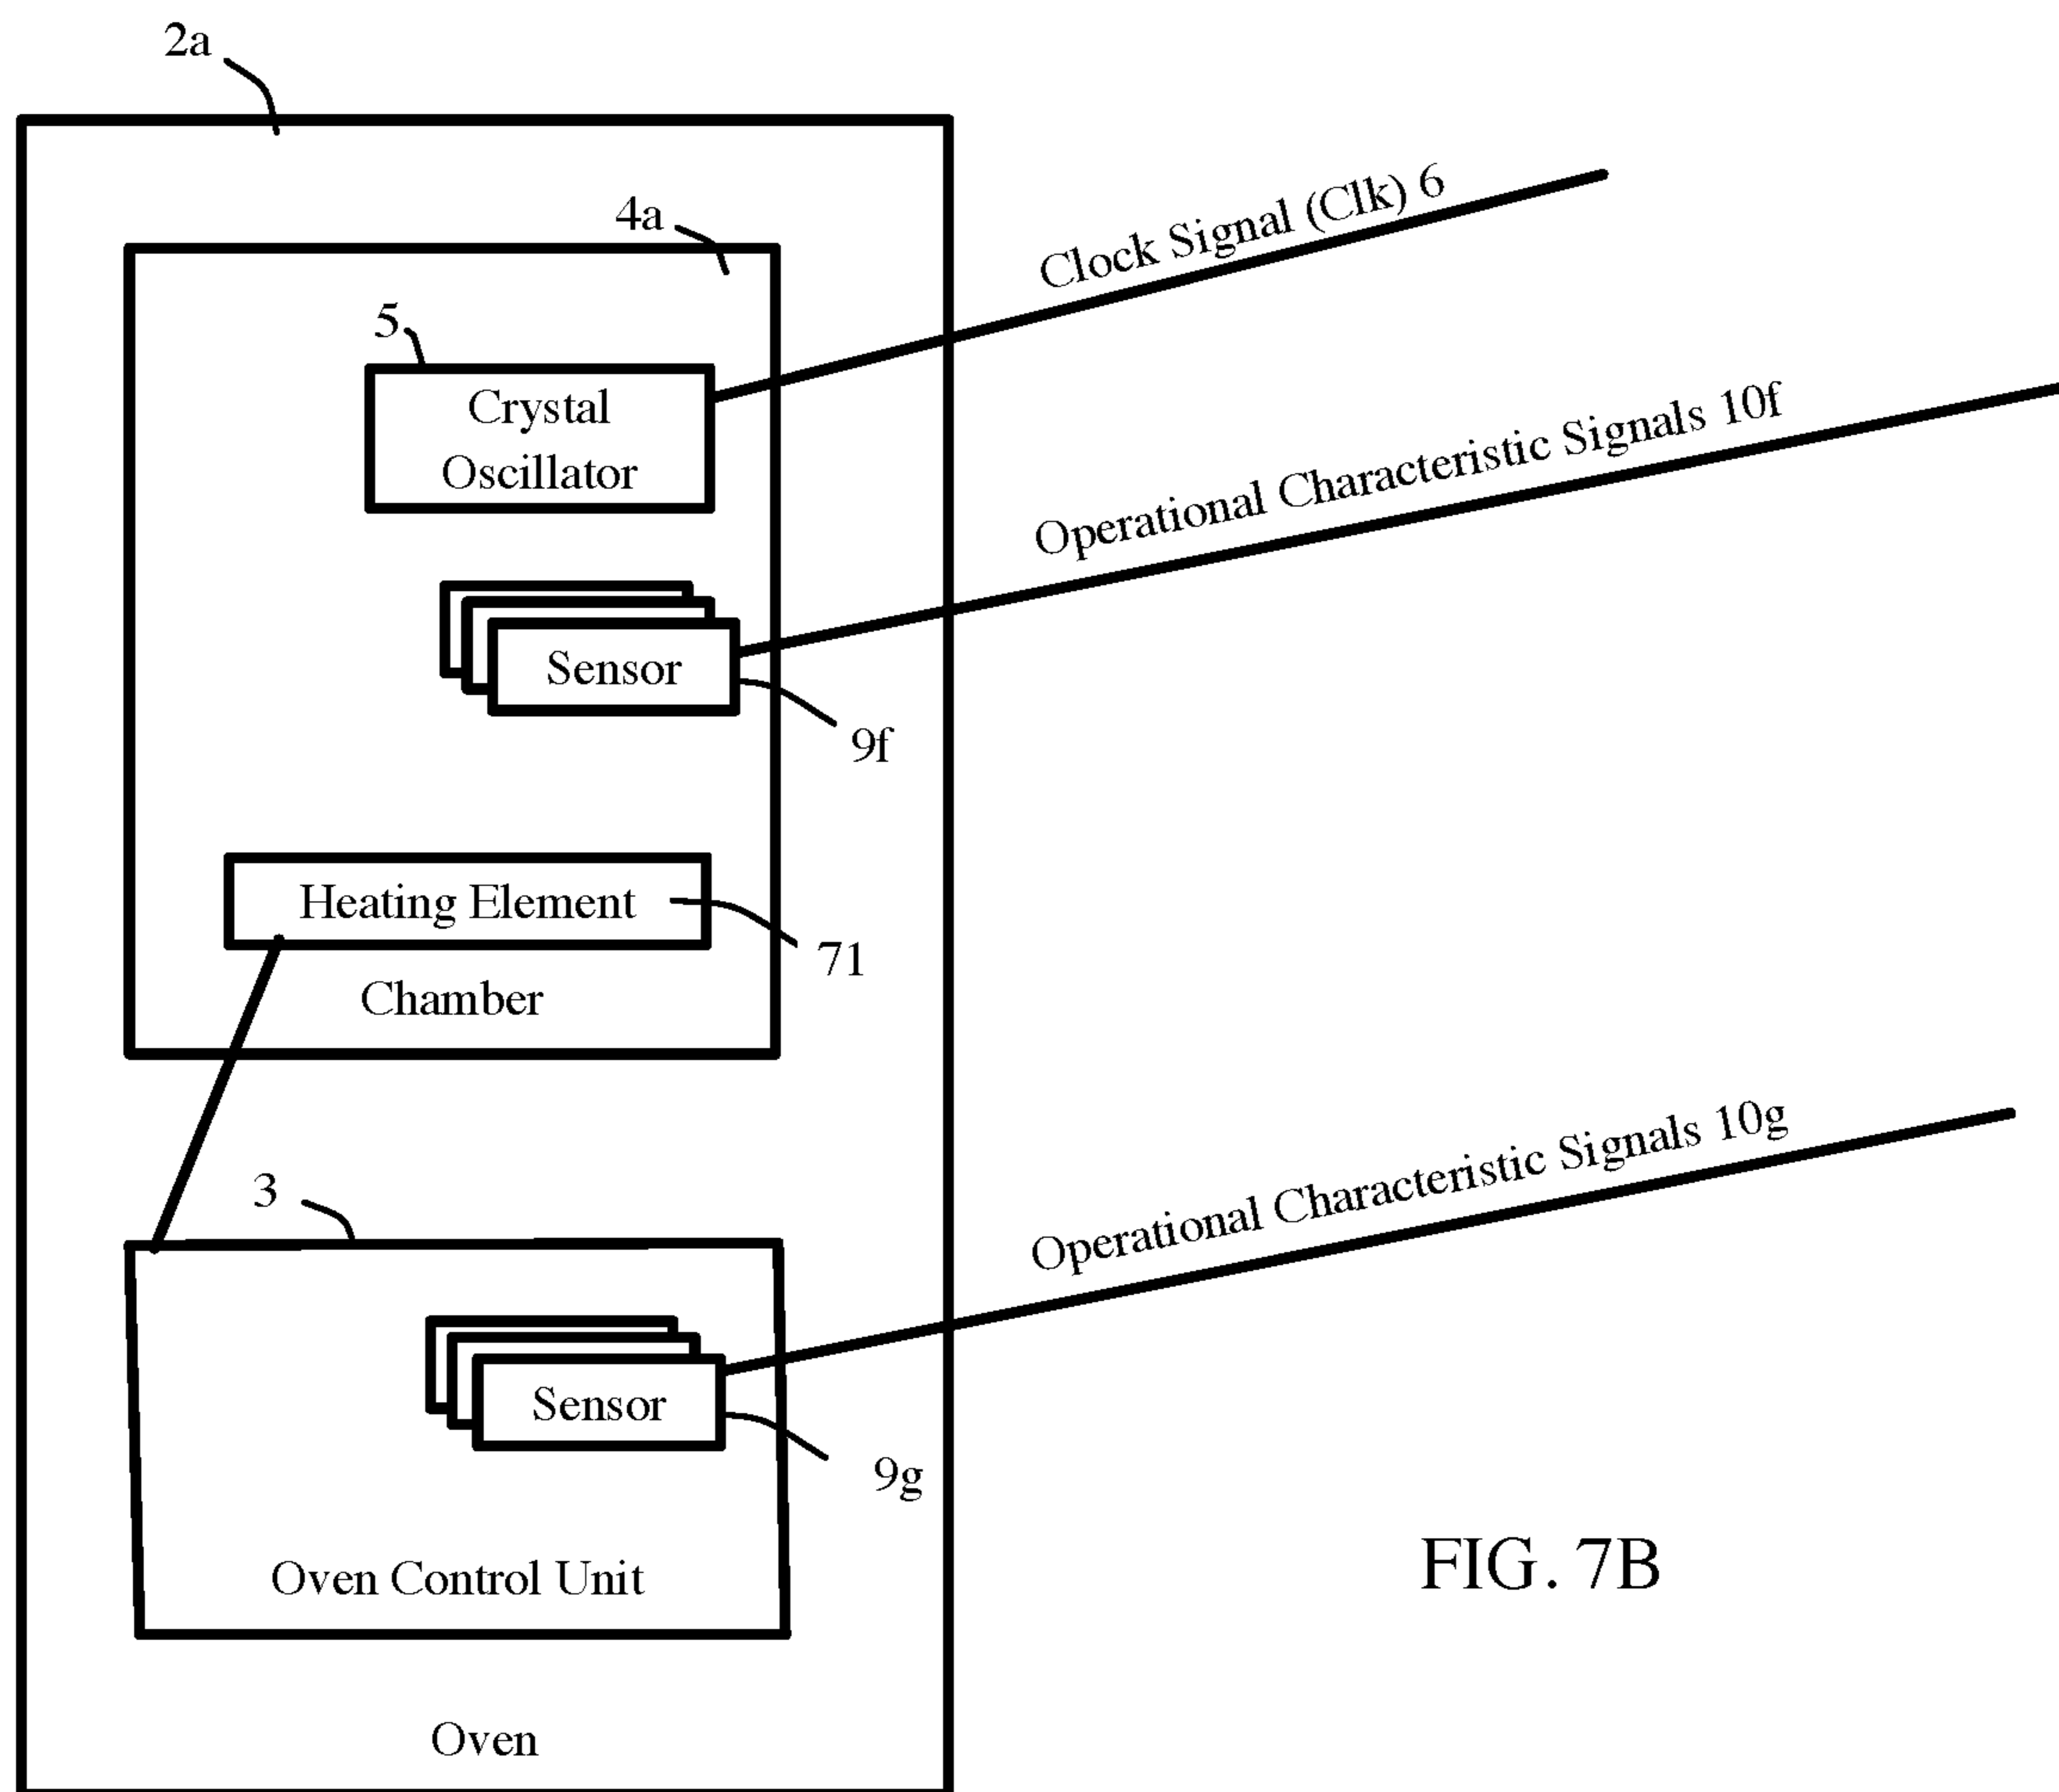 2a
4a
Clock Signal (Clk) 6
5
Crystal
Oscillator
Operational Characteristic Signals 10f
Sensor
9f
Heating Element
71
Chamber
Operational Characteristic Signals 10g
3
Sensor
9g
Oven Control Unit
FIG. 7B
Oven